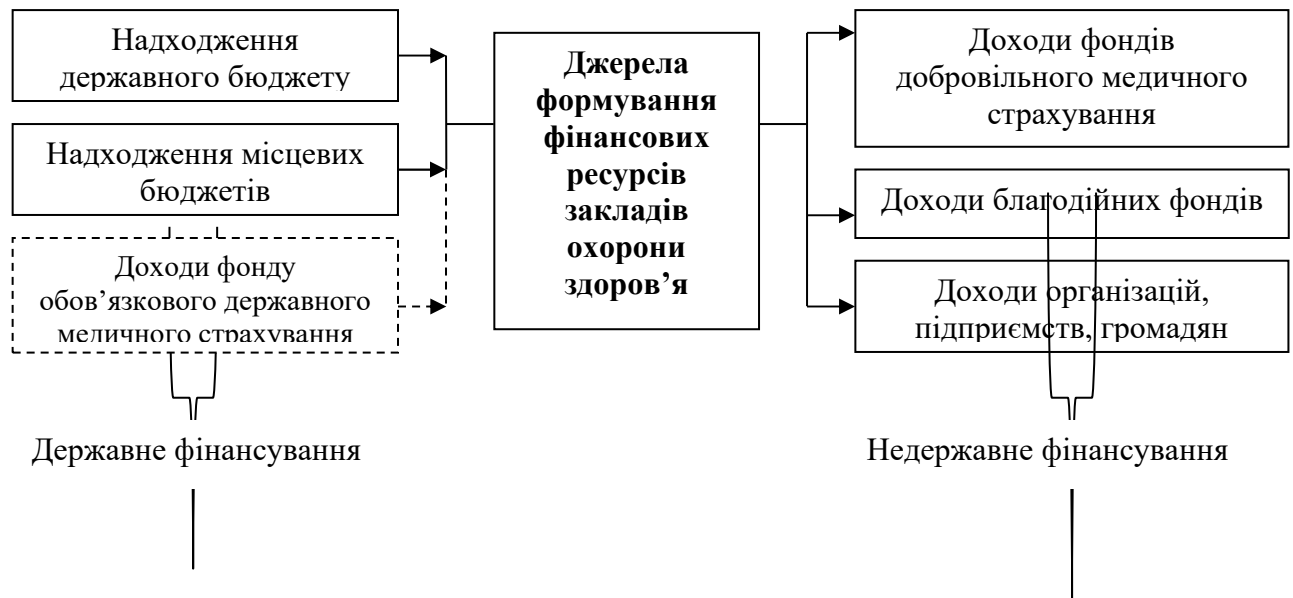 Надходження
державного бюджету
Надходження місцевих
бюджетів
Доходи фонду
обов’язкового державного
медичного страхування
Державне фінансування
Джерела
формування
фінансових
ресурсів
закладів
охорони
здоров’я
Доходи фондів
добровільного медичного
страхування
Доходи благодійних фондів
Доходи організацій,
підприємств, громадян
Недержавне фінансування